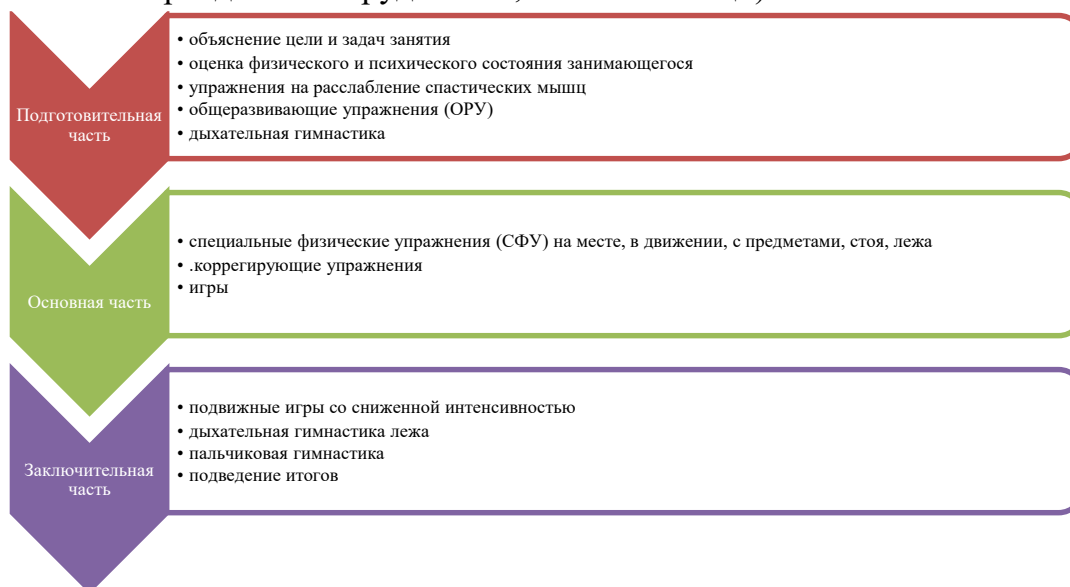 Подготовительная
часть
• объяснение цели и задач занятия
• оценка физического и психического состояния занимающегося
• упражнения на расслабление спастических мышц
• общеразвивающие упражнения (ОРУ)
• дыхательная гимнастика
Основная часть
• специальные физические упражнения (СФУ) на месте, в движении, с предметами, стоя, лежа
• .коррегирующие упражнения
• игры
Заключительная
часть
• подвижные игры со сниженной интенсивностью
• дыхательная гимнастика лежа
• пальчиковая гимнастика
• подведение итогов